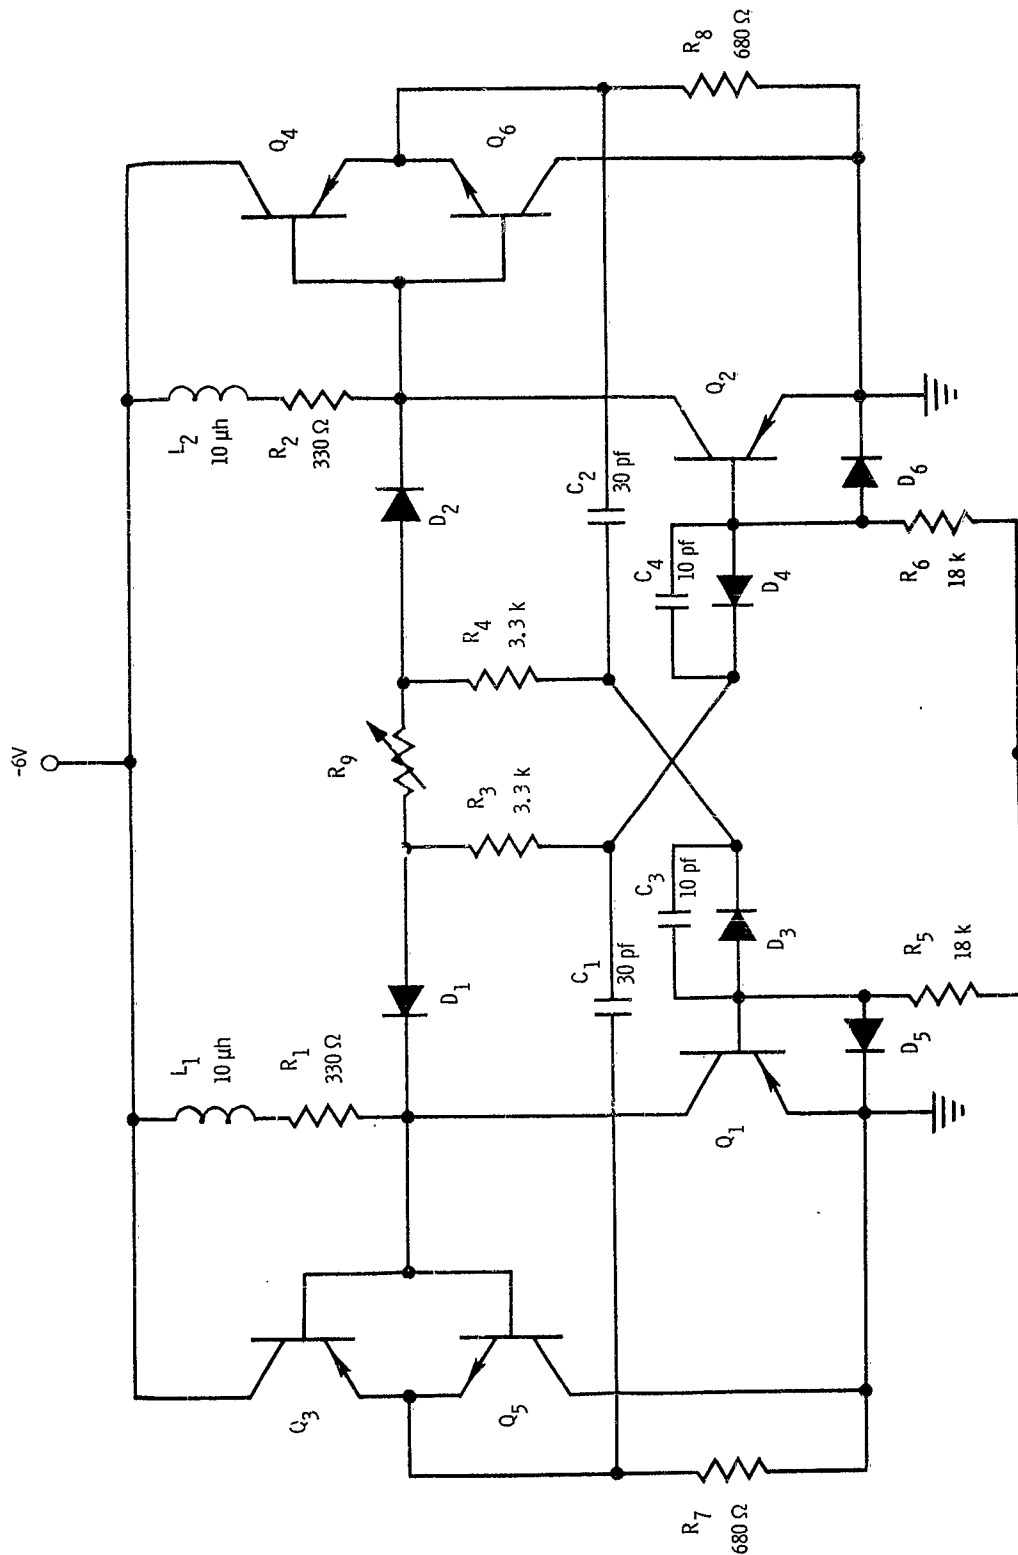 -6V
L1
10 μh
R1
330 Ω
L2
10 μh
R2
330 Ω
Q3
Q5
Q4
Q6
D1
R9
D2
R3
3.3 k
R4
3.3 k
C1
30 pf
C2
30 pf
C3
10 pf
C4
10 pf
D3
D4
Q1
Q2
D5
D6
R5
18 k
R6
18 k
R7
680 Ω
R8
680 Ω